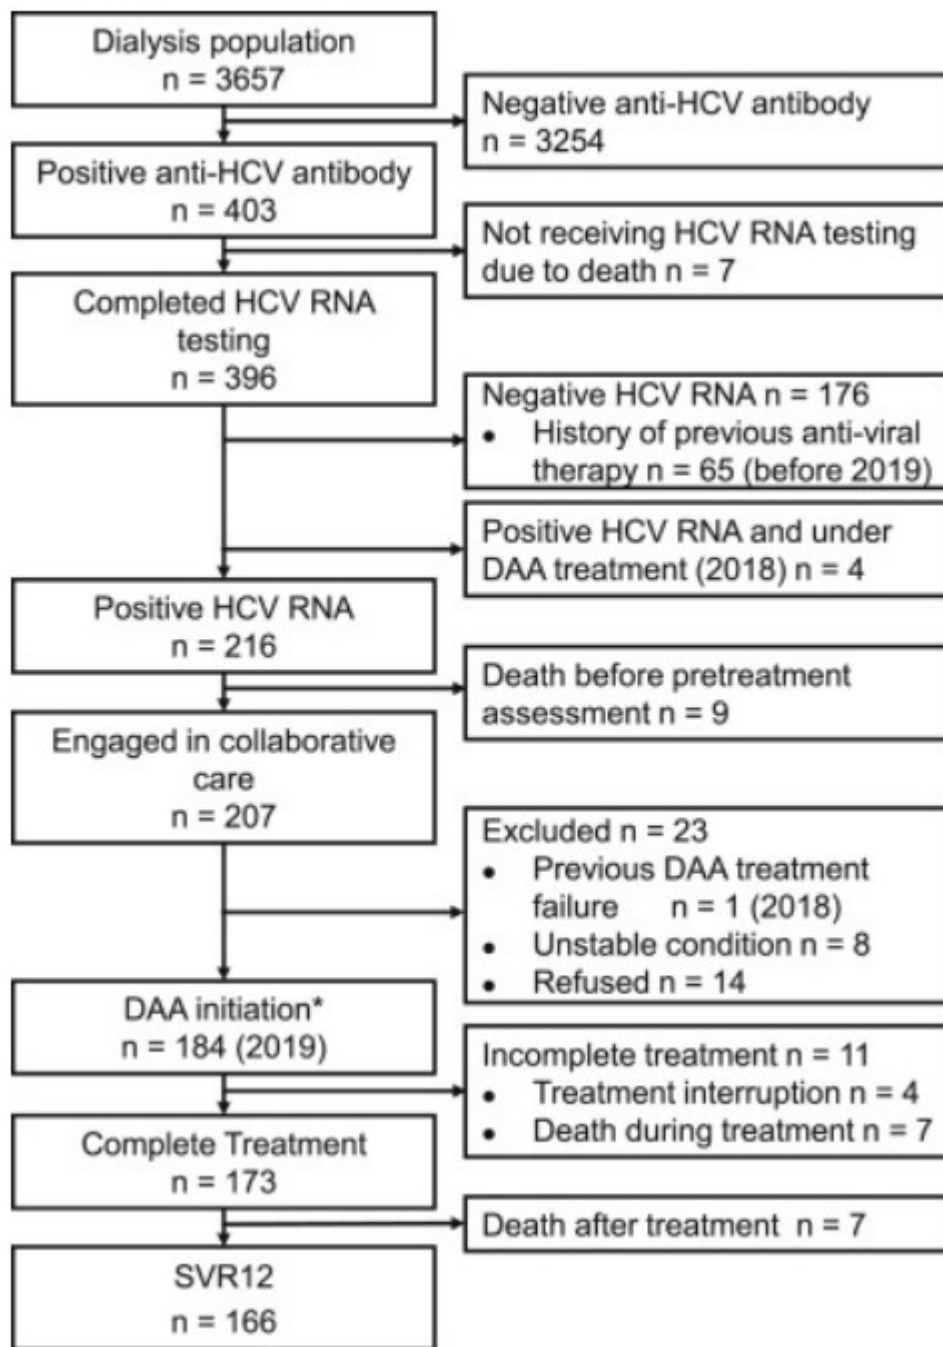 Dialysis population
n = 3657
Negative anti-HCV antibody
n = 3254
Positive anti-HCV antibody
n = 403
Not receiving HCV RNA testing
due to death n = 7
Completed HCV RNA
testing
n = 396
Negative HCV RNA n = 176
• History of previous anti-viral
therapy n = 65 (before 2019)
Positive HCV RNA and under
DAA treatment (2018) n = 4
Positive HCV RNA
n = 216
Death before pretreatment
assessment n = 9
Engaged in collaborative
care
n = 207
Excluded n = 23
• Previous DAA treatment
failure n = 1 (2018)
• Unstable condition n = 8
• Refused n = 14
DAA initiation*
n = 184 (2019)
Incomplete treatment n = 11
• Treatment interruption n = 4
• Death during treatment n = 7
Complete Treatment
n = 173
Death after treatment n = 7
SVR12
n = 166